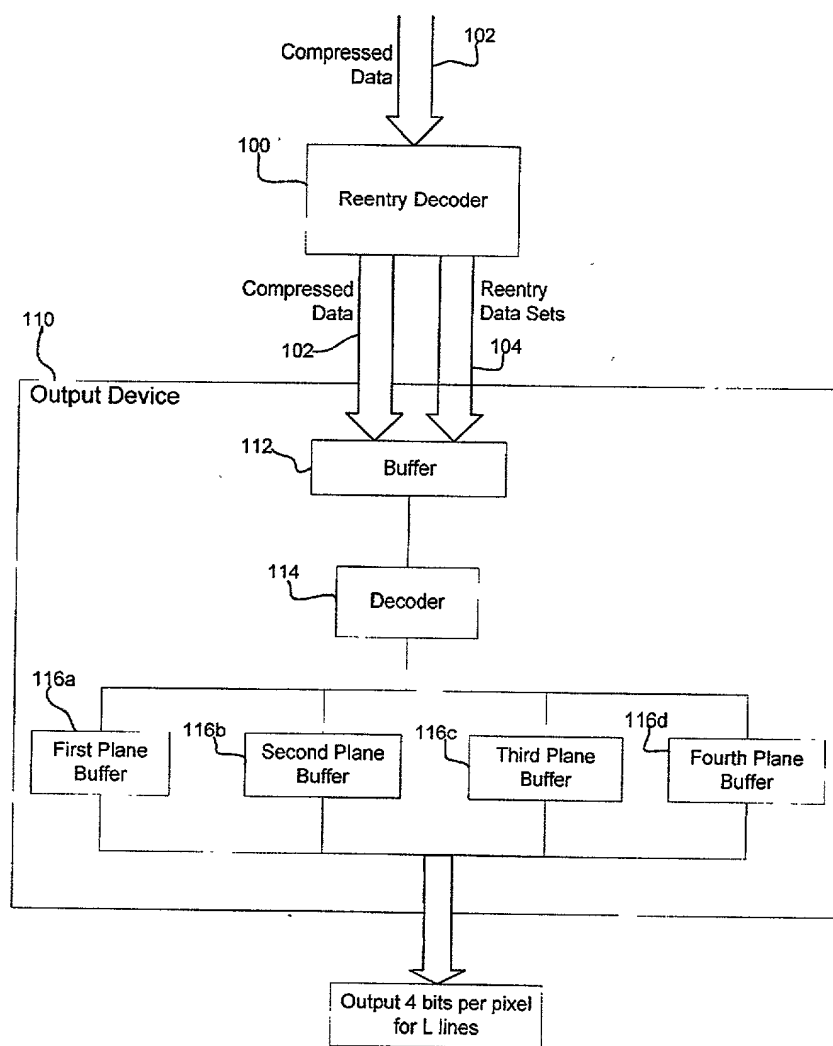 102
Compressed
Data
100
Reentry Decoder
Compressed
Data
Reentry
Data Sets
110
102
104
Output Device
112
Buffer
114
Decoder
116a
116b
116c
116d
First Plane
Buffer
Second Plane
Buffer
Third Plane
Buffer
Fourth Plane
Buffer
Output 4 bits per pixel
for L lines